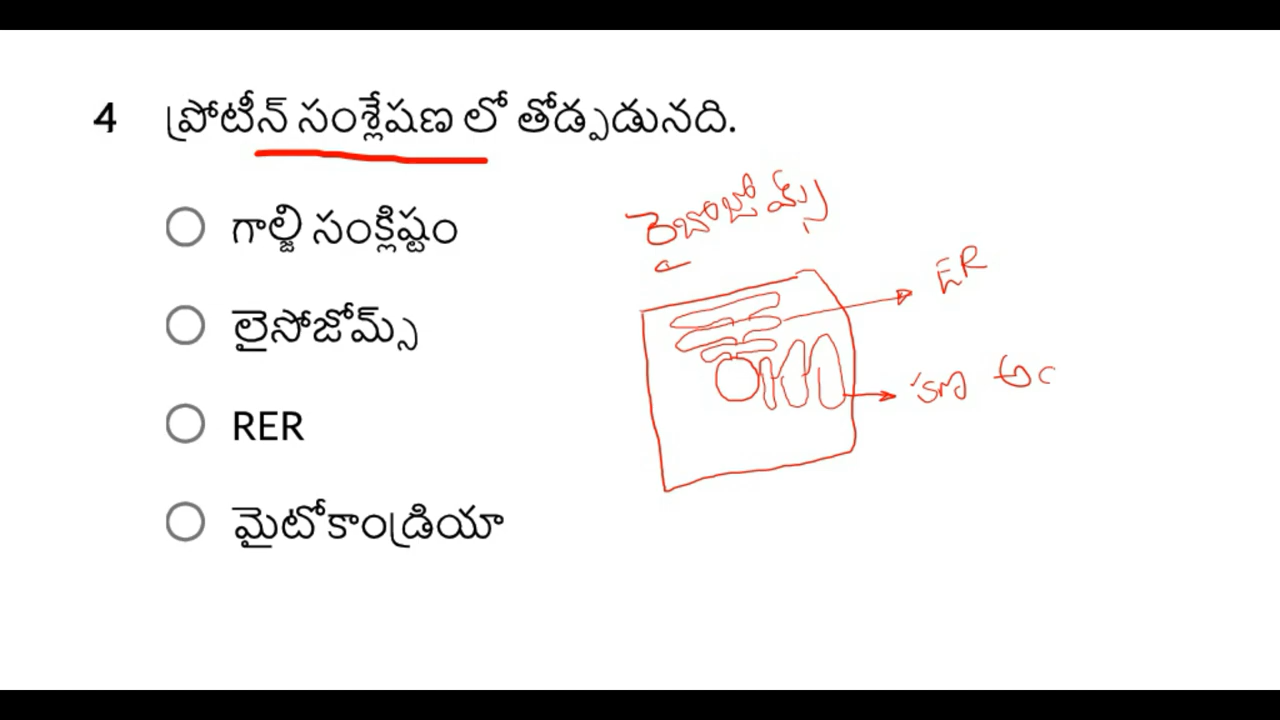 4 ప్రోటీన్ సంశ్లేషణ లో తోడ్పడునది.
గాల్జి సంక్లిష్టం
లైసోజోమ్స్
RER
మైటోకాండ్రియా
రైబోజోమ్స్
ER